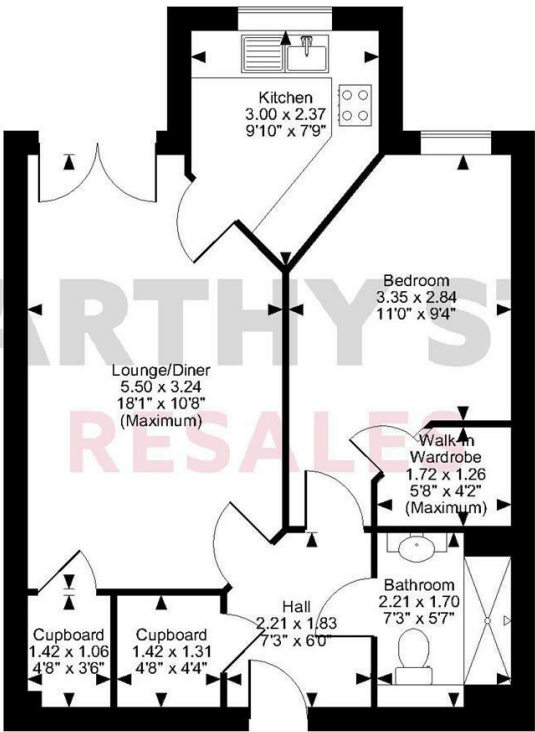 Kitchen
3.00 x 2.37
9'10" x 7'9"
Bedroom
3.35 x 2.84
11'0" x 9'4"
ARTHY ST
Lounge/Diner
5.50 x 3.24
18'1" x 10'8"
(Maximum)
RESALES
Walk-in
Wardrobe
1.72 x 1.26
5'8" x 4'2"
(Maximum)
Bathroom
2.21 x 1.70
7'3" x 5'7"
Hall
2.21 x 1.83
7'3" x 6'0"
Cupboard
1.42 x 1.06
4'8" x 3'6"
Cupboard
1.42 x 1.31
4'8" x 4'4"